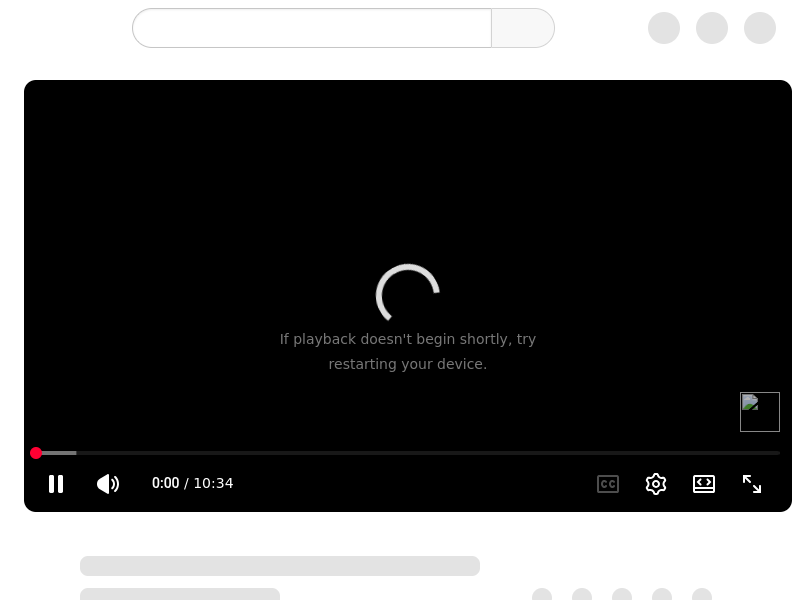 If playback doesn't begin shortly, try
restarting your device.
0:00 / 10:34
CC